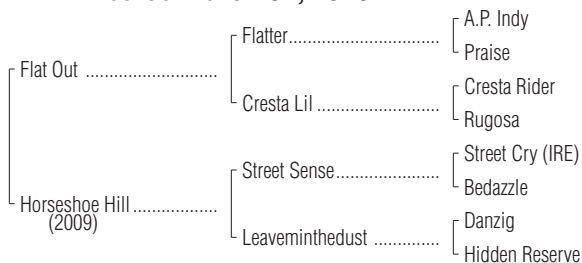 A.P. Indy
Flatter
Praise
Flat Out
Cresta Rider
Cresta Lil
Rugosa
Street Cry (IRE)
Street Sense
Bedazzle
Horseshoe Hill
(2009)
Danzig
Leaveminthedust
Hidden Reserve